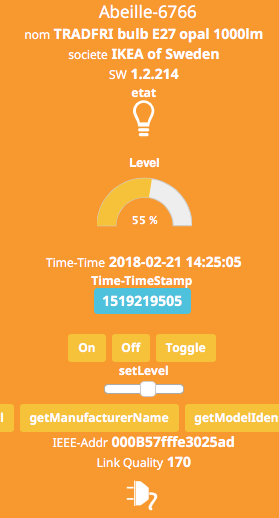 Abeille-6766
nom TRADFRI bulb E27 opal 1000lm
societe IKEA of Sweden
SW 1.2.214
etat
Level
55 %
Time-Time 2018-02-21 14:25:05
Time-TimeStamp
1519219505
On Off Toggle
setLevel
getManufacturerName getModelIden
IEEE-Addr 000B57fffe3025ad
Link Quality 170